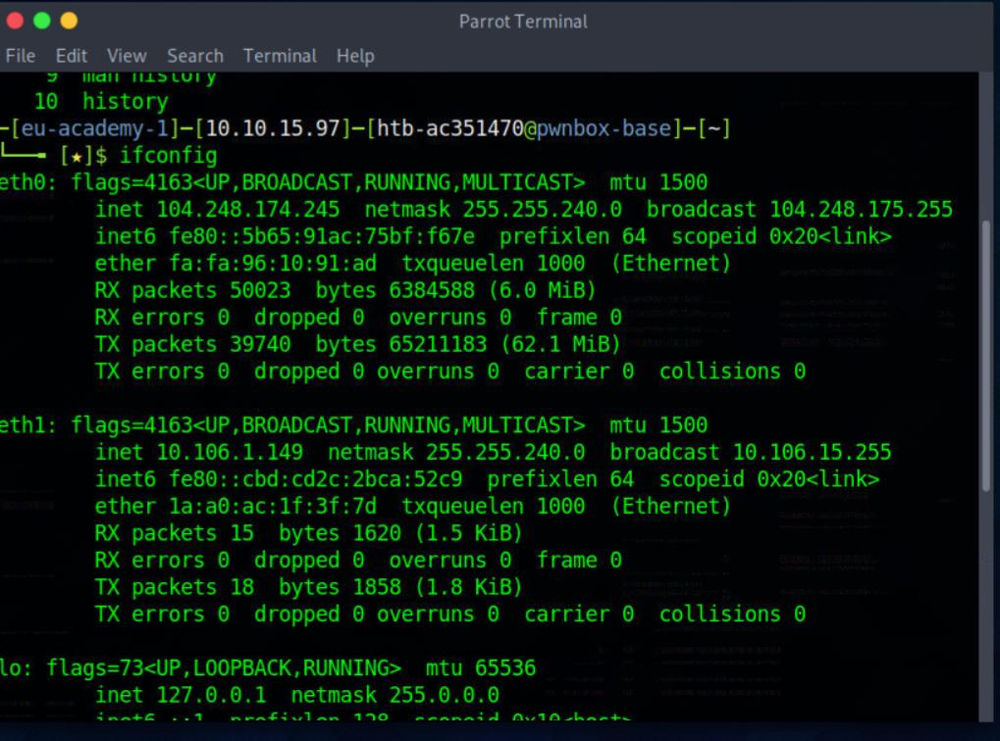 Parrot Terminal
File Edit View Search Terminal Help
9 man history
10 history
─[eu-academy-1]─[10.10.15.97]─[htb-ac351470@pwnbox-base]─[~]
└──╼ [★]$ ifconfig
eth0: flags=4163<UP,BROADCAST,RUNNING,MULTICAST> mtu 1500
inet 104.248.174.245 netmask 255.255.240.0 broadcast 104.248.175.255
inet6 fe80::5b65:91ac:75bf:f67e prefixlen 64 scopeid 0x20<link>
ether fa:fa:96:10:91:ad txqueuelen 1000 (Ethernet)
RX packets 50023 bytes 6384588 (6.0 MiB)
RX errors 0 dropped 0 overruns 0 frame 0
TX packets 39740 bytes 65211183 (62.1 MiB)
TX errors 0 dropped 0 overruns 0 carrier 0 collisions 0
eth1: flags=4163<UP,BROADCAST,RUNNING,MULTICAST> mtu 1500
inet 10.106.1.149 netmask 255.255.240.0 broadcast 10.106.15.255
inet6 fe80::cbd:cd2c:2bca:52c9 prefixlen 64 scopeid 0x20<link>
ether 1a:a0:ac:1f:3f:7d txqueuelen 1000 (Ethernet)
RX packets 15 bytes 1620 (1.5 KiB)
RX errors 0 dropped 0 overruns 0 frame 0
TX packets 18 bytes 1858 (1.8 KiB)
TX errors 0 dropped 0 overruns 0 carrier 0 collisions 0
lo: flags=73<UP,LOOPBACK,RUNNING> mtu 65536
inet 127.0.0.1 netmask 255.0.0.0
inet6 ::1 prefixlen 128 scopeid 0x10<host>